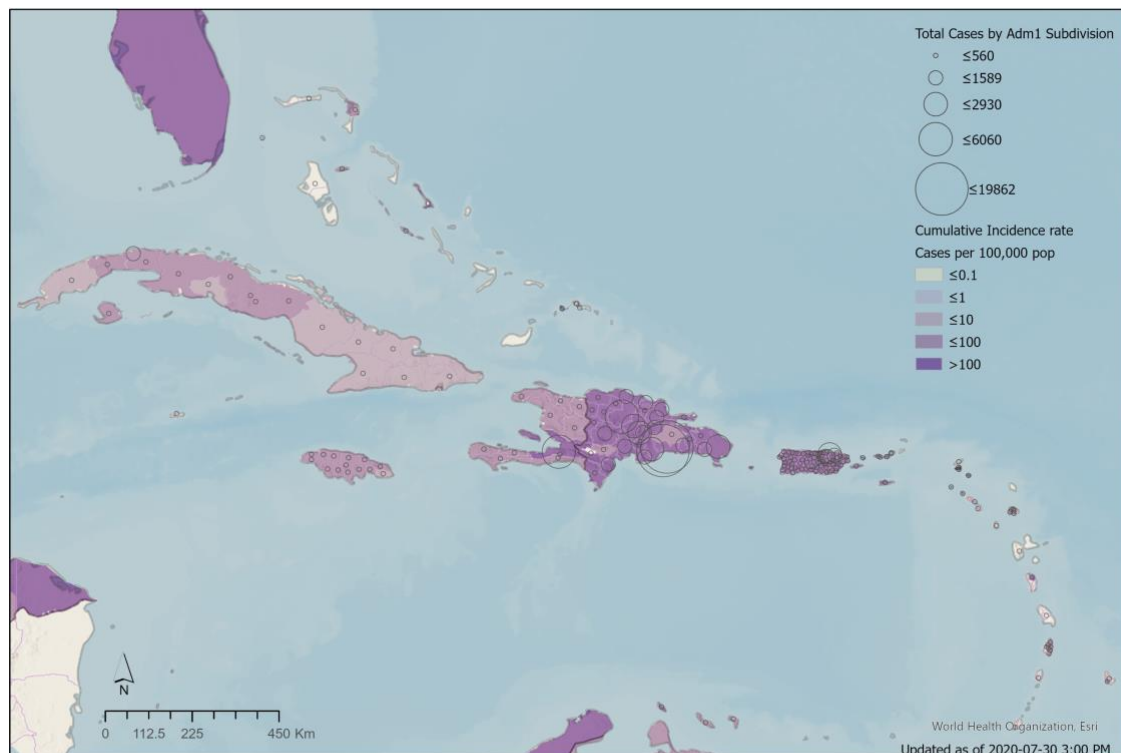 Total Cases by Adm1 Subdivision
≤560
≤1589
≤2930
≤6060
≤19862
Cumulative Incidence rate
Cases per 100,000 pop
≤0.1
≤1
≤10
≤100
>100
N
0 112.5 225 450 Km
World Health Organization, Esri
Updated as of 2020-07-30 3:00 PM